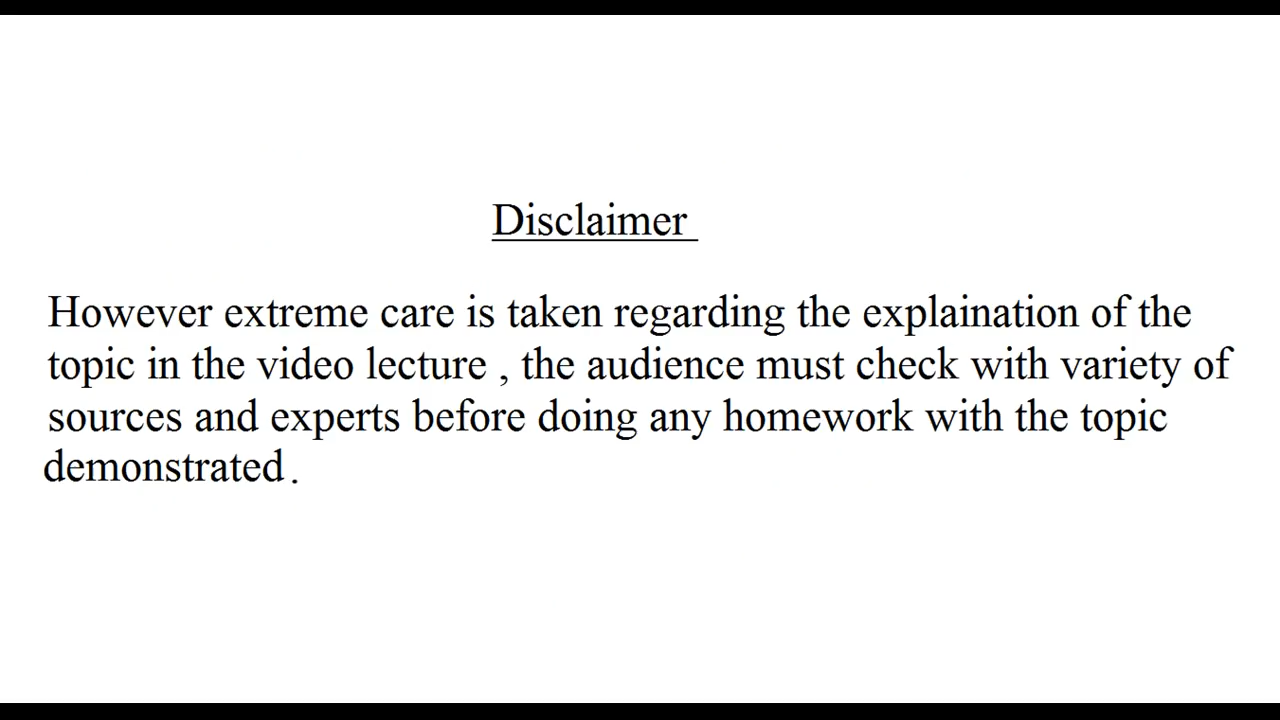 Disclaimer
However extreme care is taken regarding the explaination of the
topic in the video lecture , the audience must check with variety of
sources and experts before doing any homework with the topic
demonstrated .